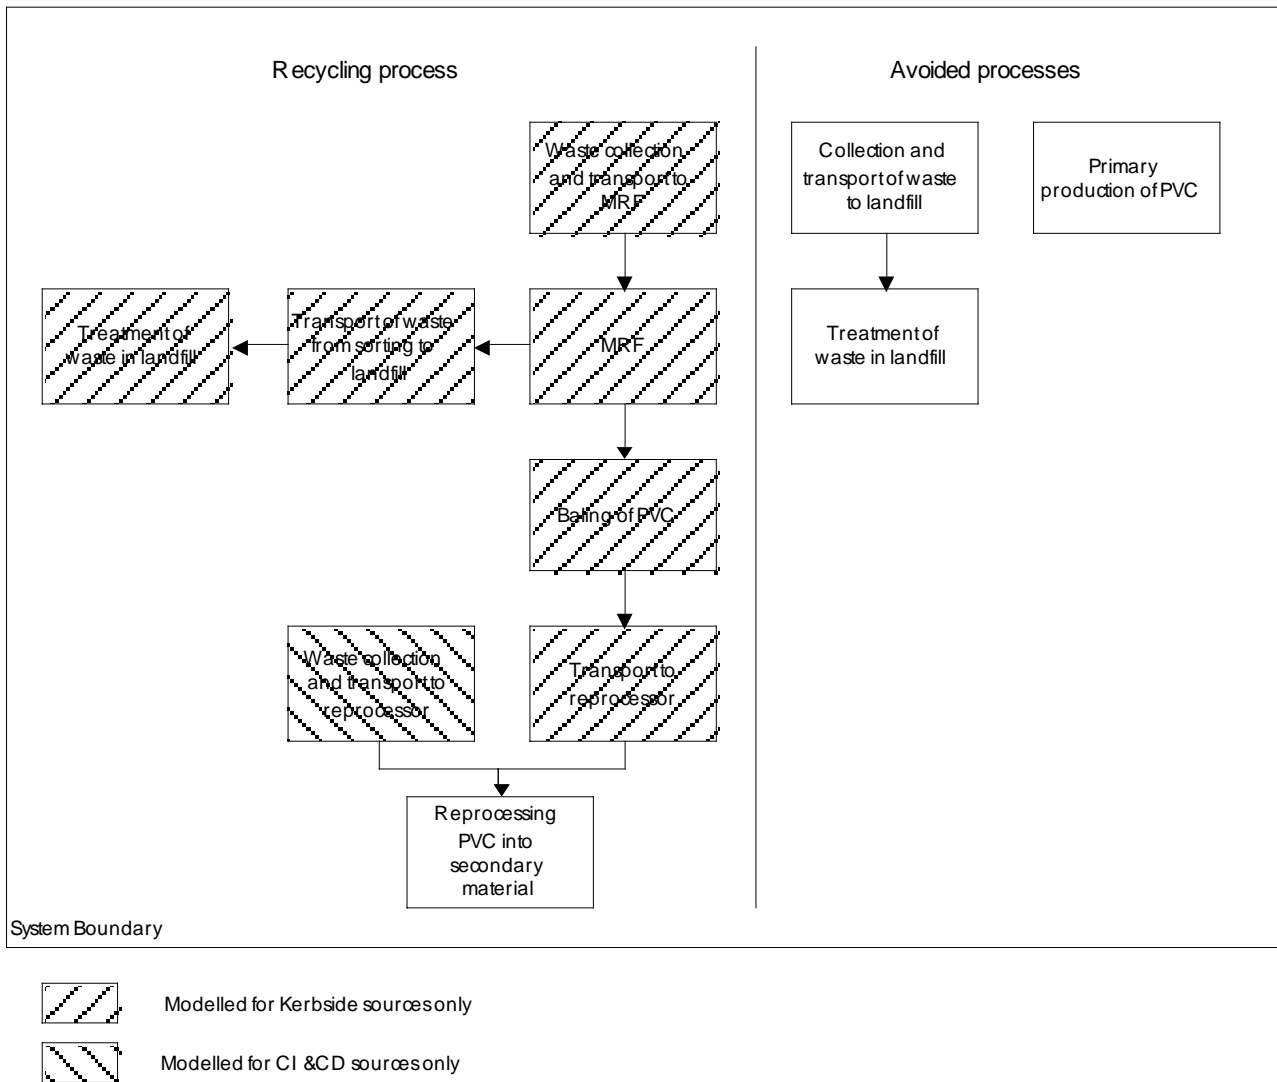 Recycling process
Avoided processes
Waste collection
and transport to
MRF
Collection and
transport of waste
to landfill
Primary
production of PVC
Treatment of
waste in landfill
Transport of waste
from sorting to
landfill
MRF
Treatment of
waste in landfill
Baling of PVC
Waste collection
and transport to
reprocessor
Transport to
reprocessor
Reprocessing
PVC into
secondary
material
System Boundary
Modelled for Kerbside sources only
Modelled for CI &CD sources only